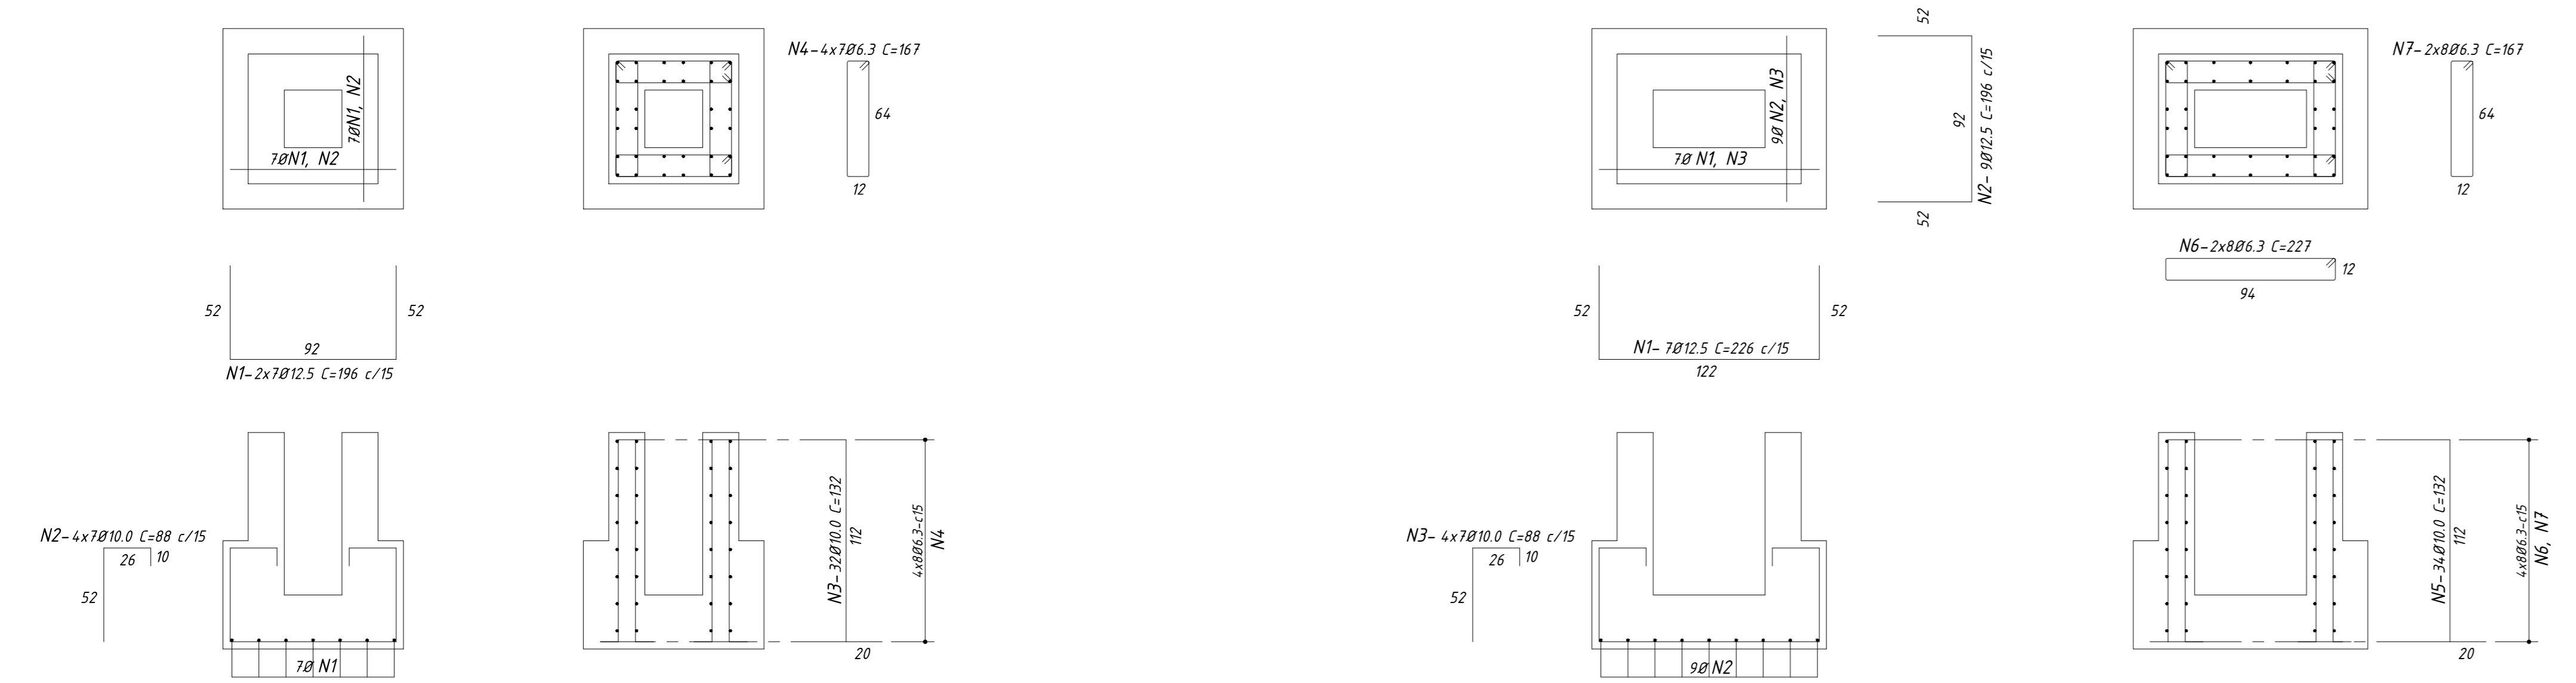 7ØN1, N2
7ØN1, N2
52
92
52
N1-2x7Ø12.5 C=196 c/15
N4-4x7Ø6.3 C=167
64
12
N2-4x7Ø10.0 C=88 c/15
26
10
52
7Ø N1
N3-32Ø10.0 C=132
112
20
4x8Ø6.3-c15
N4
7Ø N1, N3
9Ø N2, N3
52
92
52
N2- 9Ø12.5 C=196 c/15
52
52
N1- 7Ø12.5 C=226 c/15
122
N7-2x8Ø6.3 C=167
64
12
N6-2x8Ø6.3 C=227
12
94
N3- 4x7Ø10.0 C=88 c/15
26
10
52
9Ø N2
N5-34Ø10.0 C=132
112
20
4x8Ø6.3-c15
N6, N7